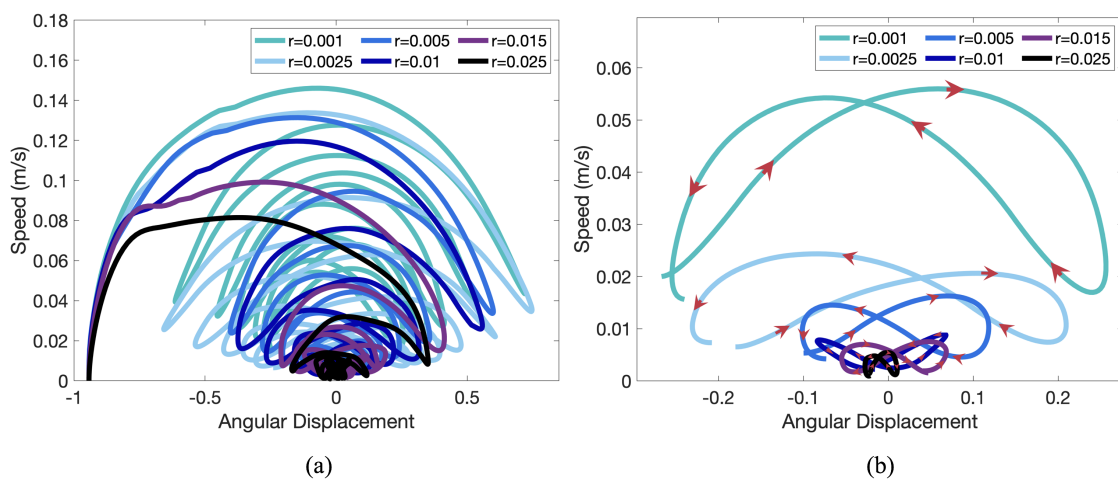 0.18
0.16
0.14
0.12
0.1
0.08
0.06
0.04
0.02
0
Speed (m/s)
r=0.001 r=0.005 r=0.015
r=0.0025 r=0.01 r=0.025
-1 -0.5 0 0.5
Angular Displacement
(a)
0.06
0.05
0.04
0.03
0.02
0.01
0
Speed (m/s)
r=0.001 r=0.005 r=0.015
r=0.0025 r=0.01 r=0.025
-0.2 -0.1 0 0.1 0.2
Angular Displacement
(b)